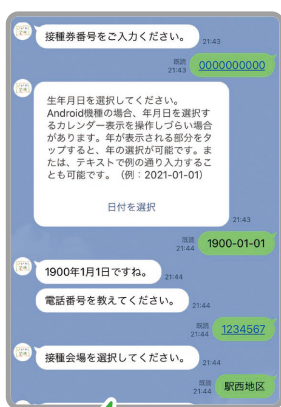 接種券番号をご入力ください。
21:43
既読
21:43
0000000000
生年月日を選択してください。
Android機種の場合、年月日を選択す
るカレンダー表示を操作しづらい場合
があります。年が表示される部分をタ
ップすると、年の選択が可能です。ま
たは、テキストで例の通り入力するこ
とも可能です。（例：2021-01-01）
日付を選択
21:43
既読
21:44
1900-01-01
1900年1月1日ですね。
21:44
電話番号を教えてください。
21:44
既読
21:44
1234567
接種会場を選択してください。
21:44
既読
21:44
駅西地区